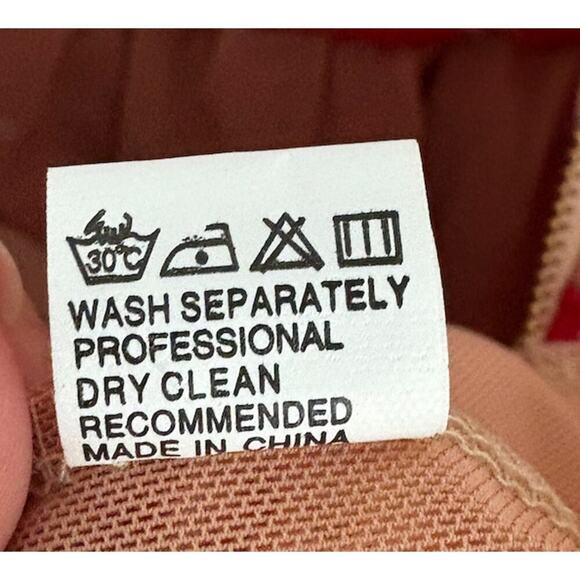 30°C
WASH SEPARATELY
PROFESSIONAL
DRY CLEAN
RECOMMENDED
MADE IN CHINA